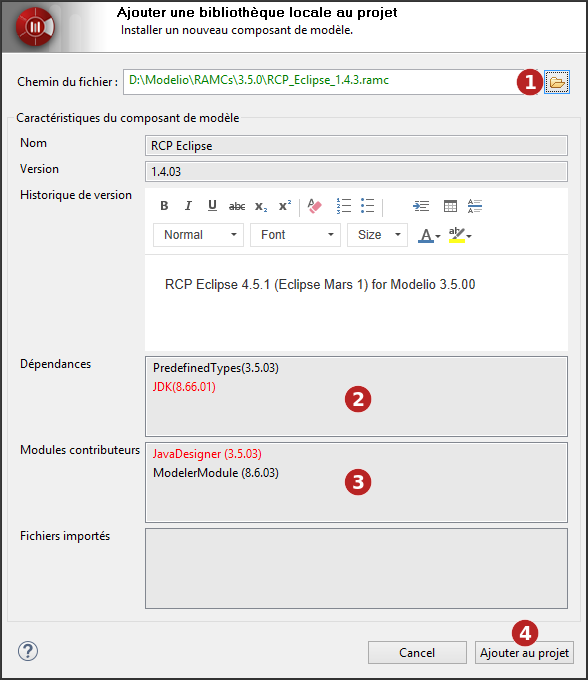 Ajouter une bibliothèque locale au projet
Installer un nouveau composant de modèle.
Chemin du fichier : D:\Modelio\RAMCs\3.5.0\RCP_Eclipse_1.4.3.ramc 1
Caractéristiques du composant de modèle
Nom RCP Eclipse
Version 1.4.03
Historique de version
B I U abc x₂ x²
Normal Font Size A ab
RCP Eclipse 4.5.1 (Eclipse Mars 1) for Modelio 3.5.00
Dépendances PredefinedTypes(3.5.03)
JDK(8.66.01)
2
Modules contributeurs JavaDesigner (3.5.03)
ModelerModule (8.6.03)
3
Fichiers importés
4
? Cancel Ajouter au projet